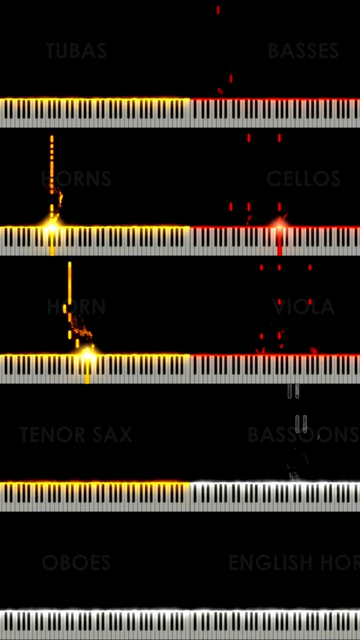 TUBAS BASSES
HORNS CELLOS
HORN VIOLA
TENOR SAX BASSOONS
OBOES ENGLISH HOR